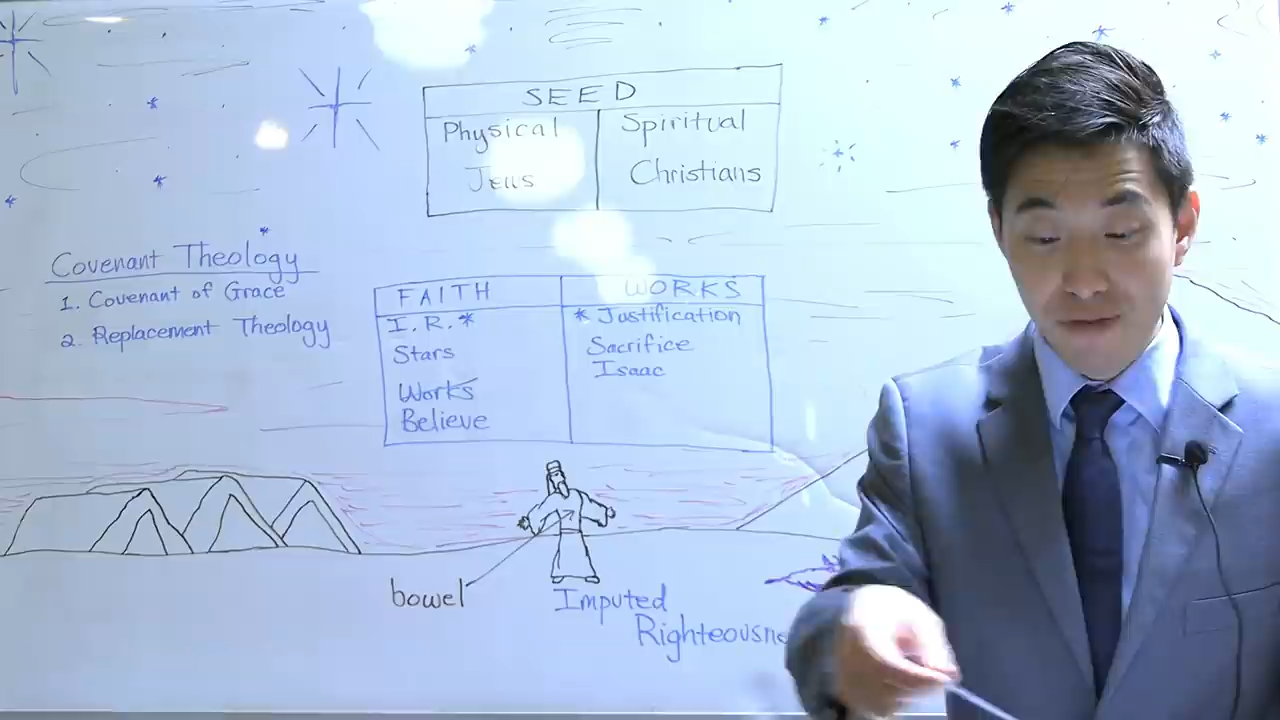 SEED
Physical
Spiritual
Jews
Christians
Covenant Theology
1. Covenant of Grace
2. Replacement Theology
FAITH
WORKS
I.R.*
* Justification
Stars
Sacrifice
Isaac
Works
Believe
bowel
Imputed
Righteousne